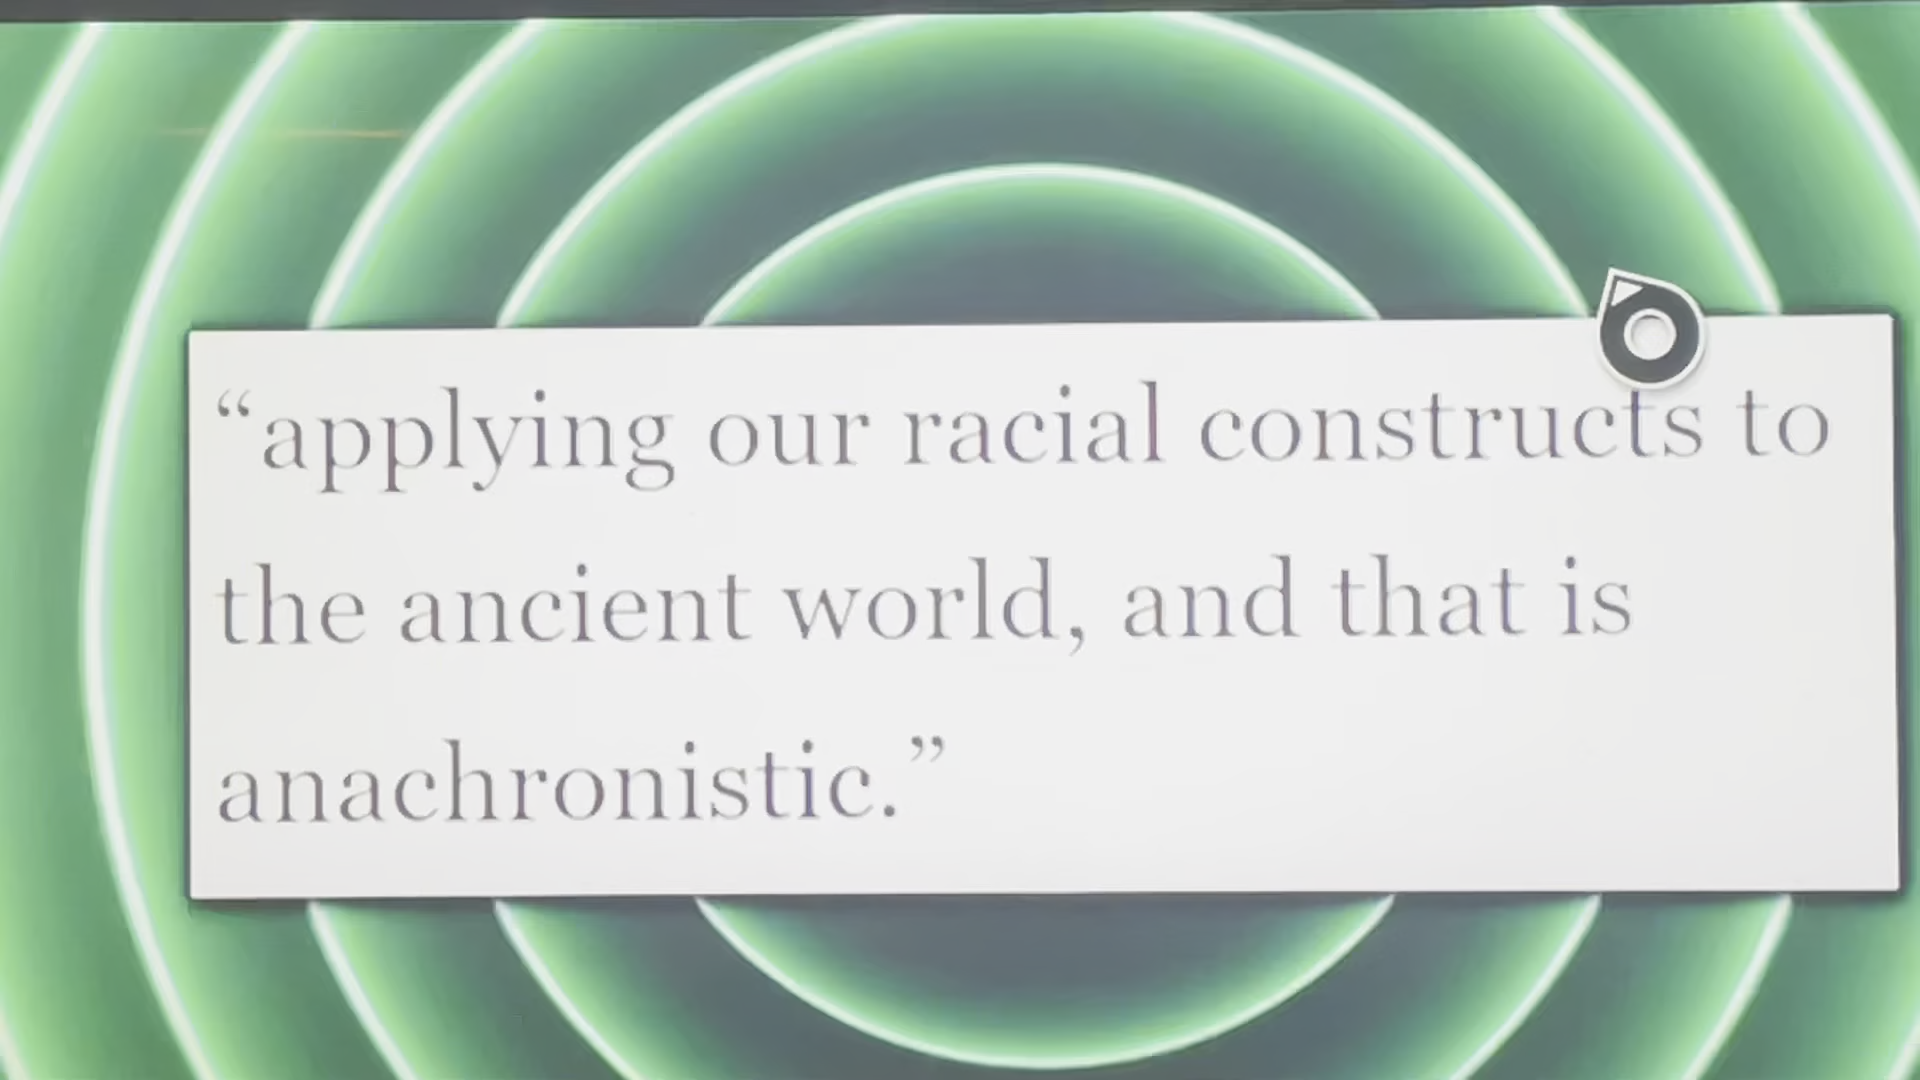 “applying our racial constructs to
the ancient world, and that is
anachronistic.”